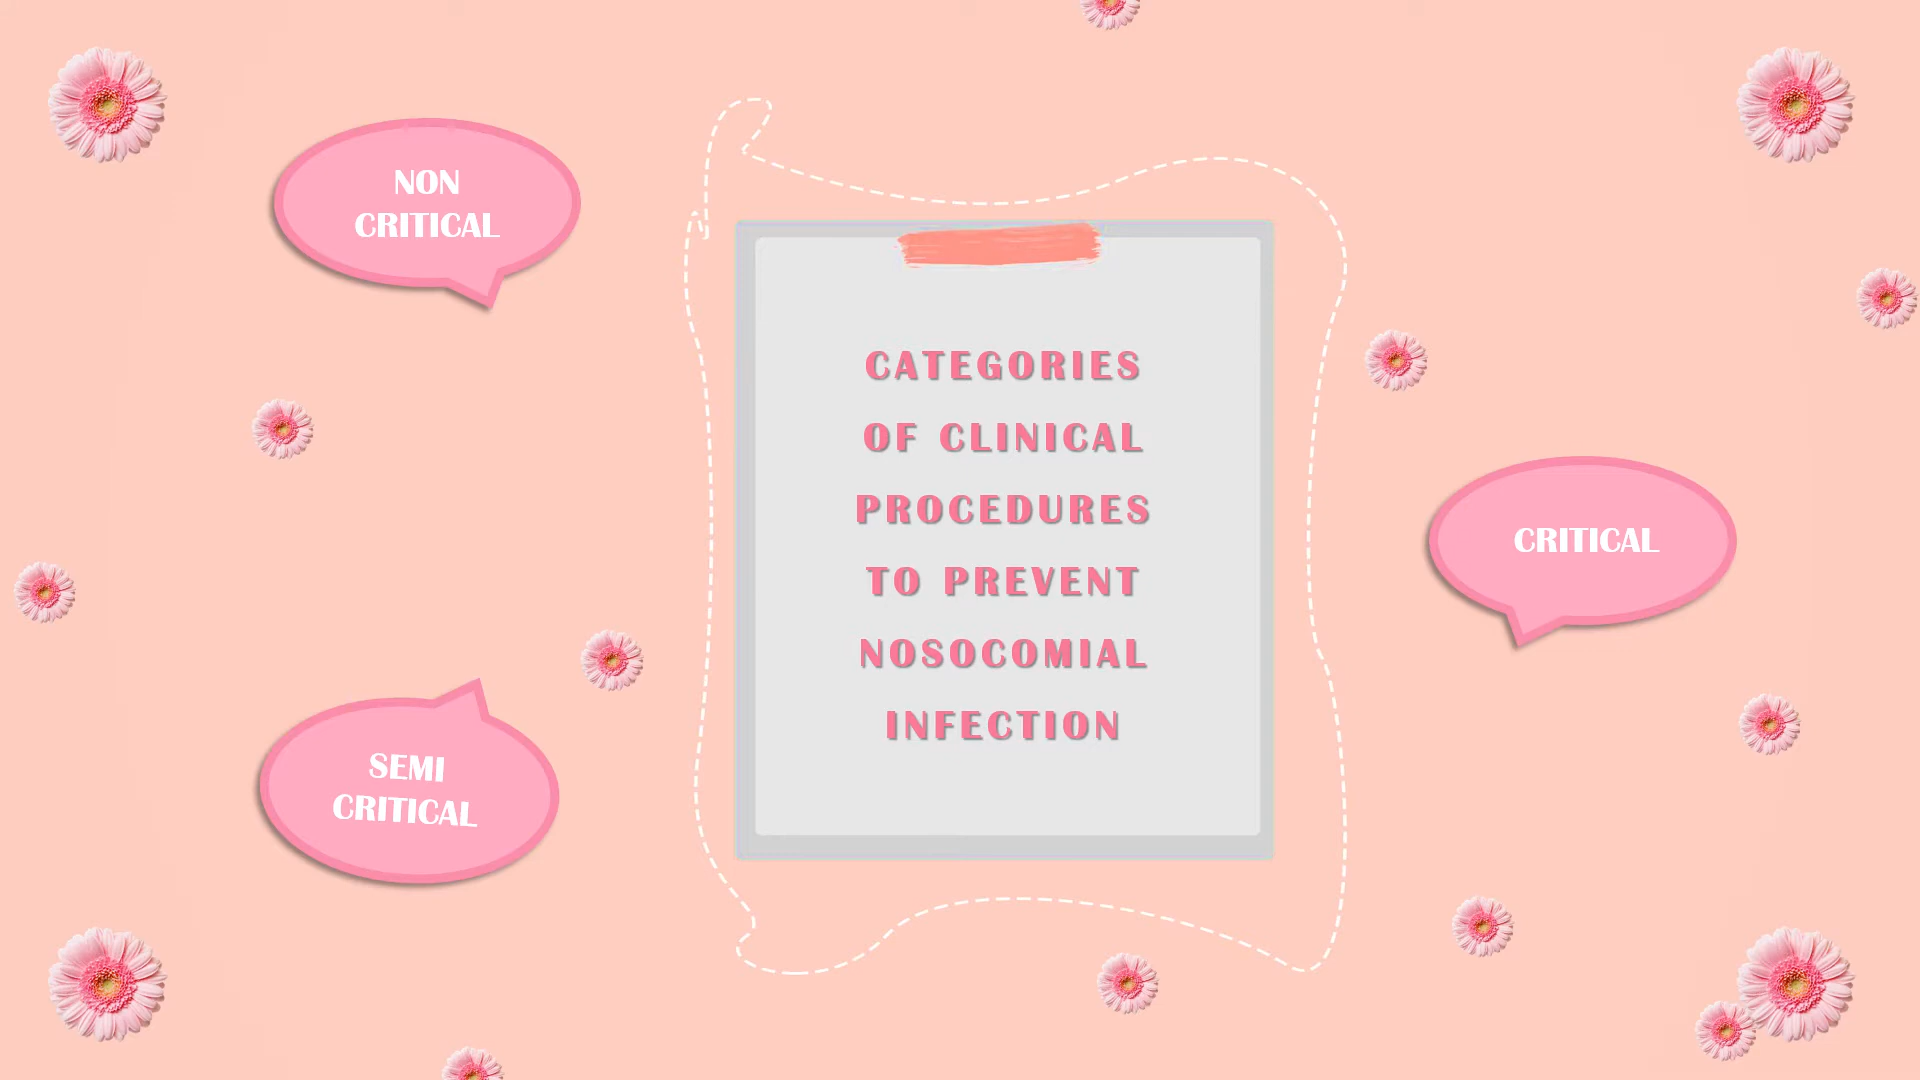 NON
CRITICAL
CATEGORIES
OF CLINICAL
PROCEDURES
TO PREVENT
NOSOCOMIAL
INFECTION
CRITICAL
SEMI
CRITICAL